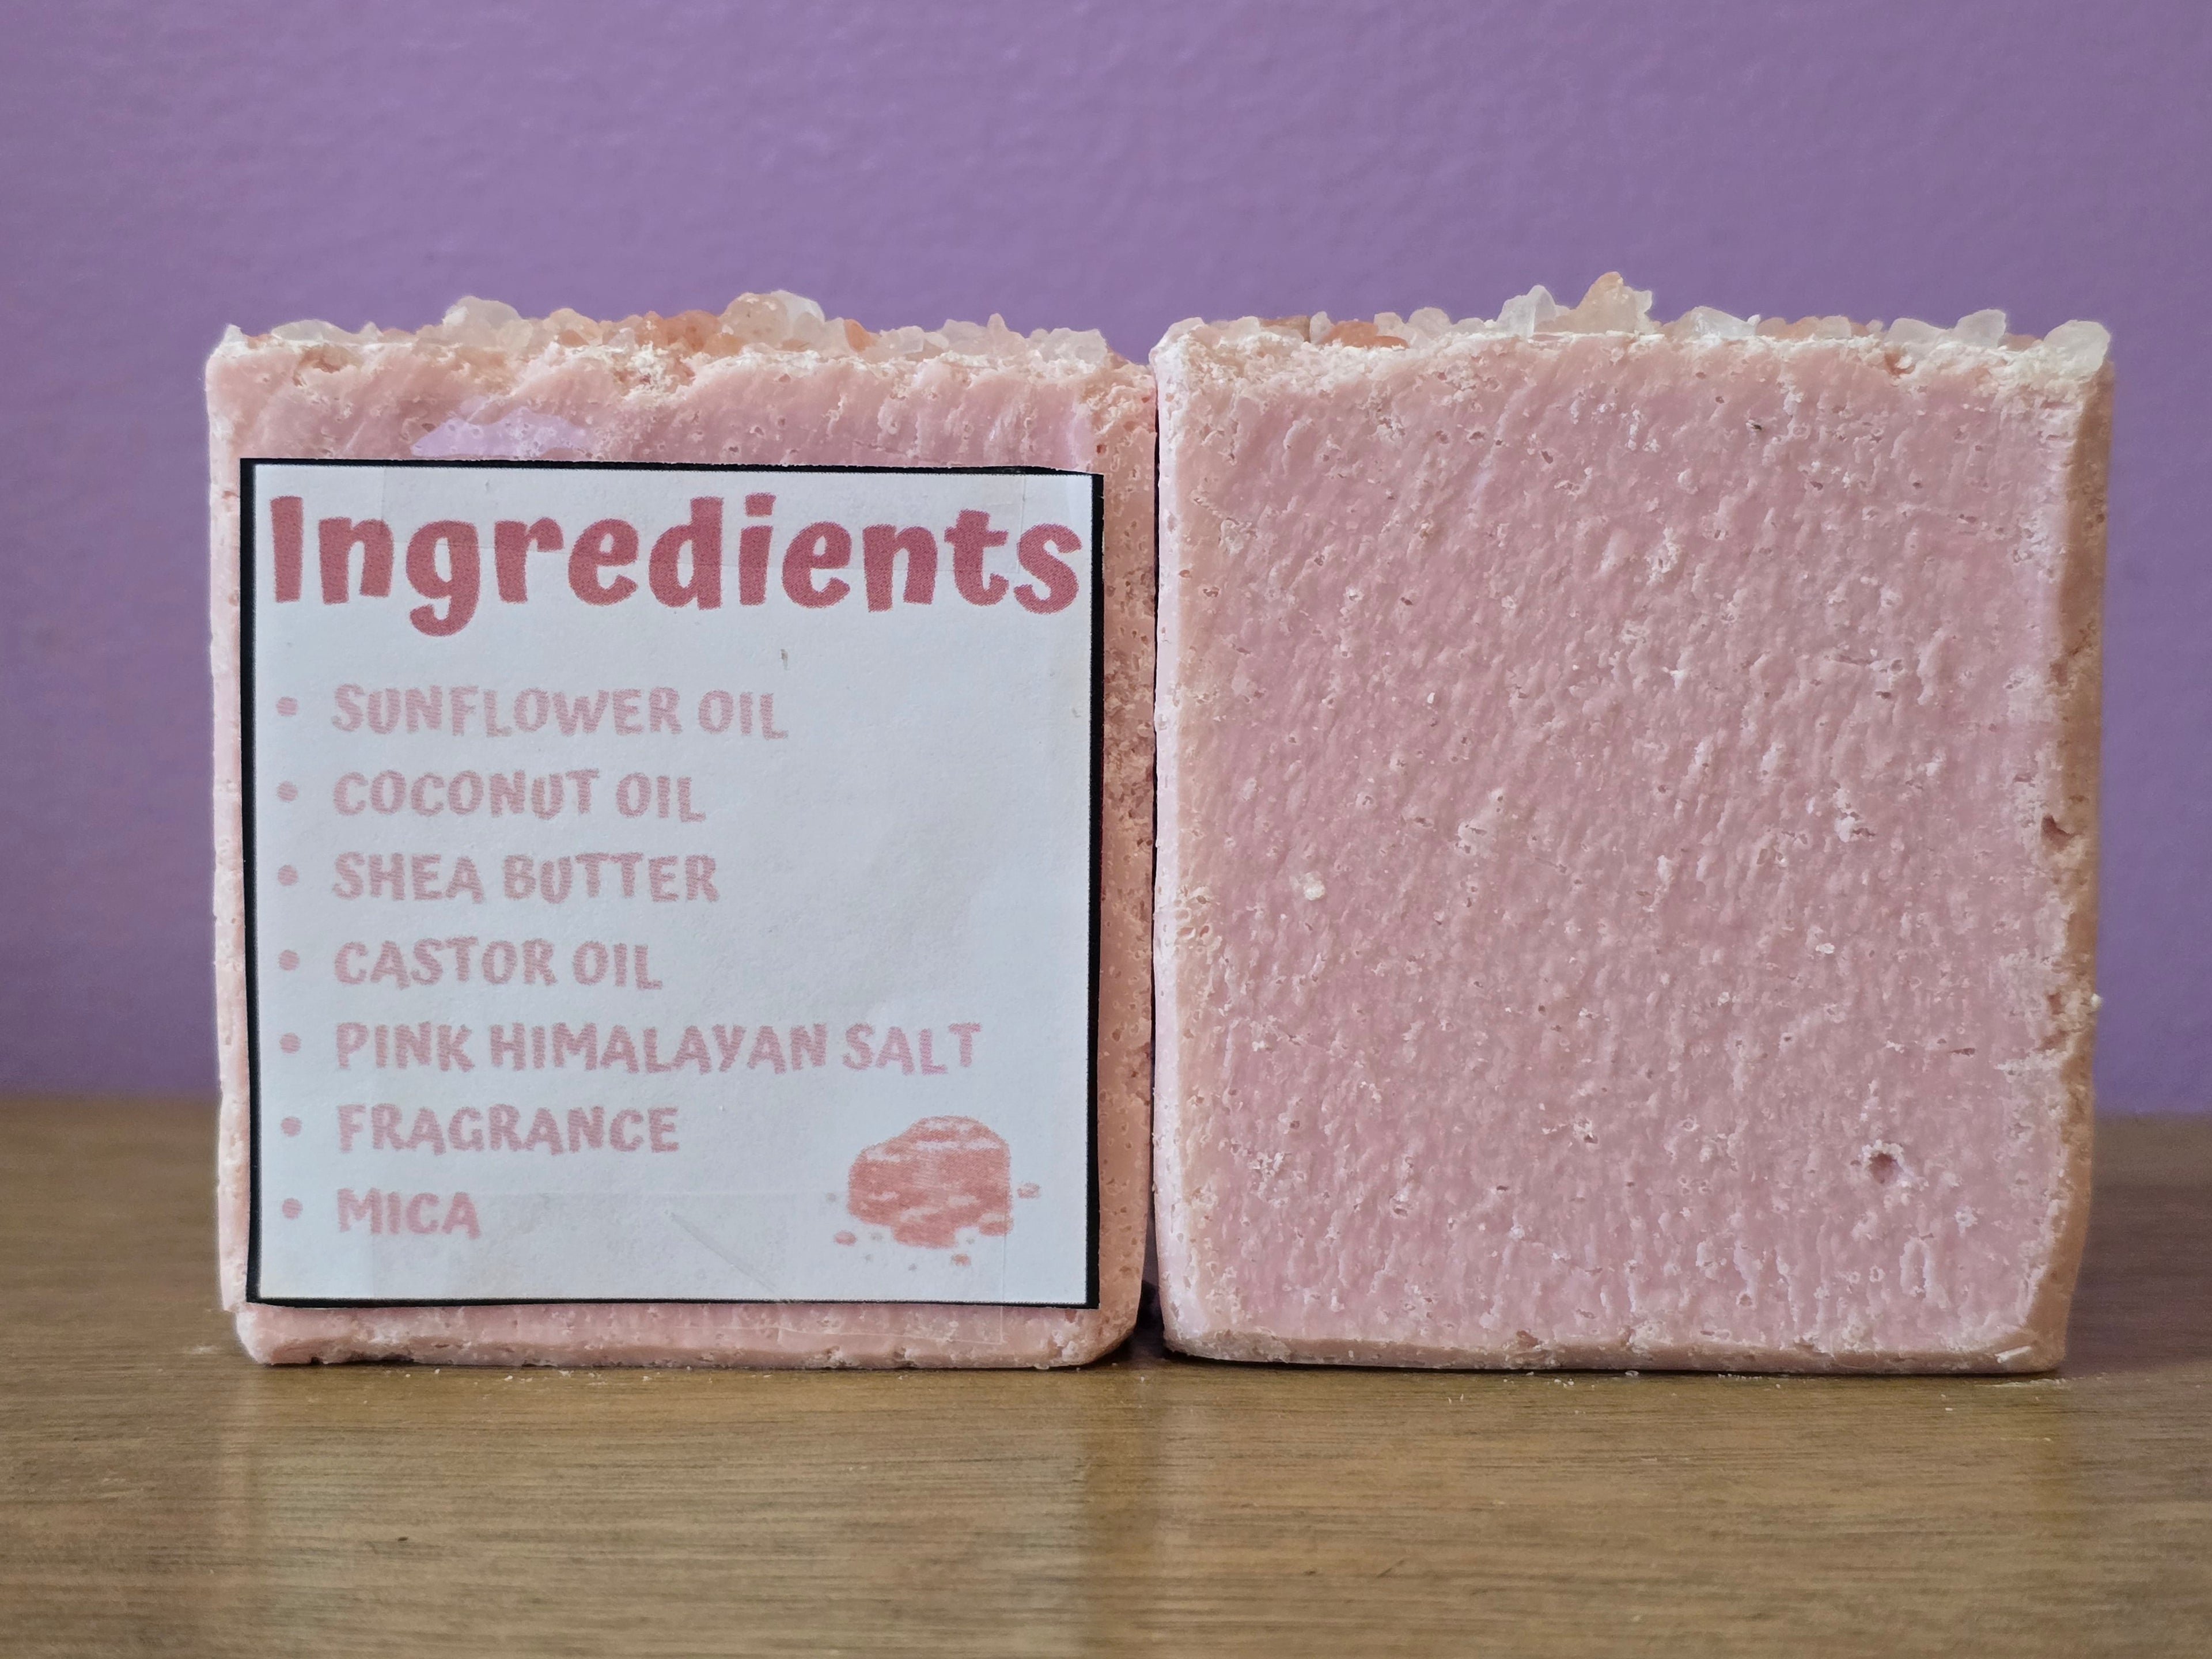 Ingredients
• SUNFLOWER OIL
• COCONUT OIL
• SHEA BUTTER
• CASTOR OIL
• PINK HIMALAYAN SALT
• FRAGRANCE
• MICA